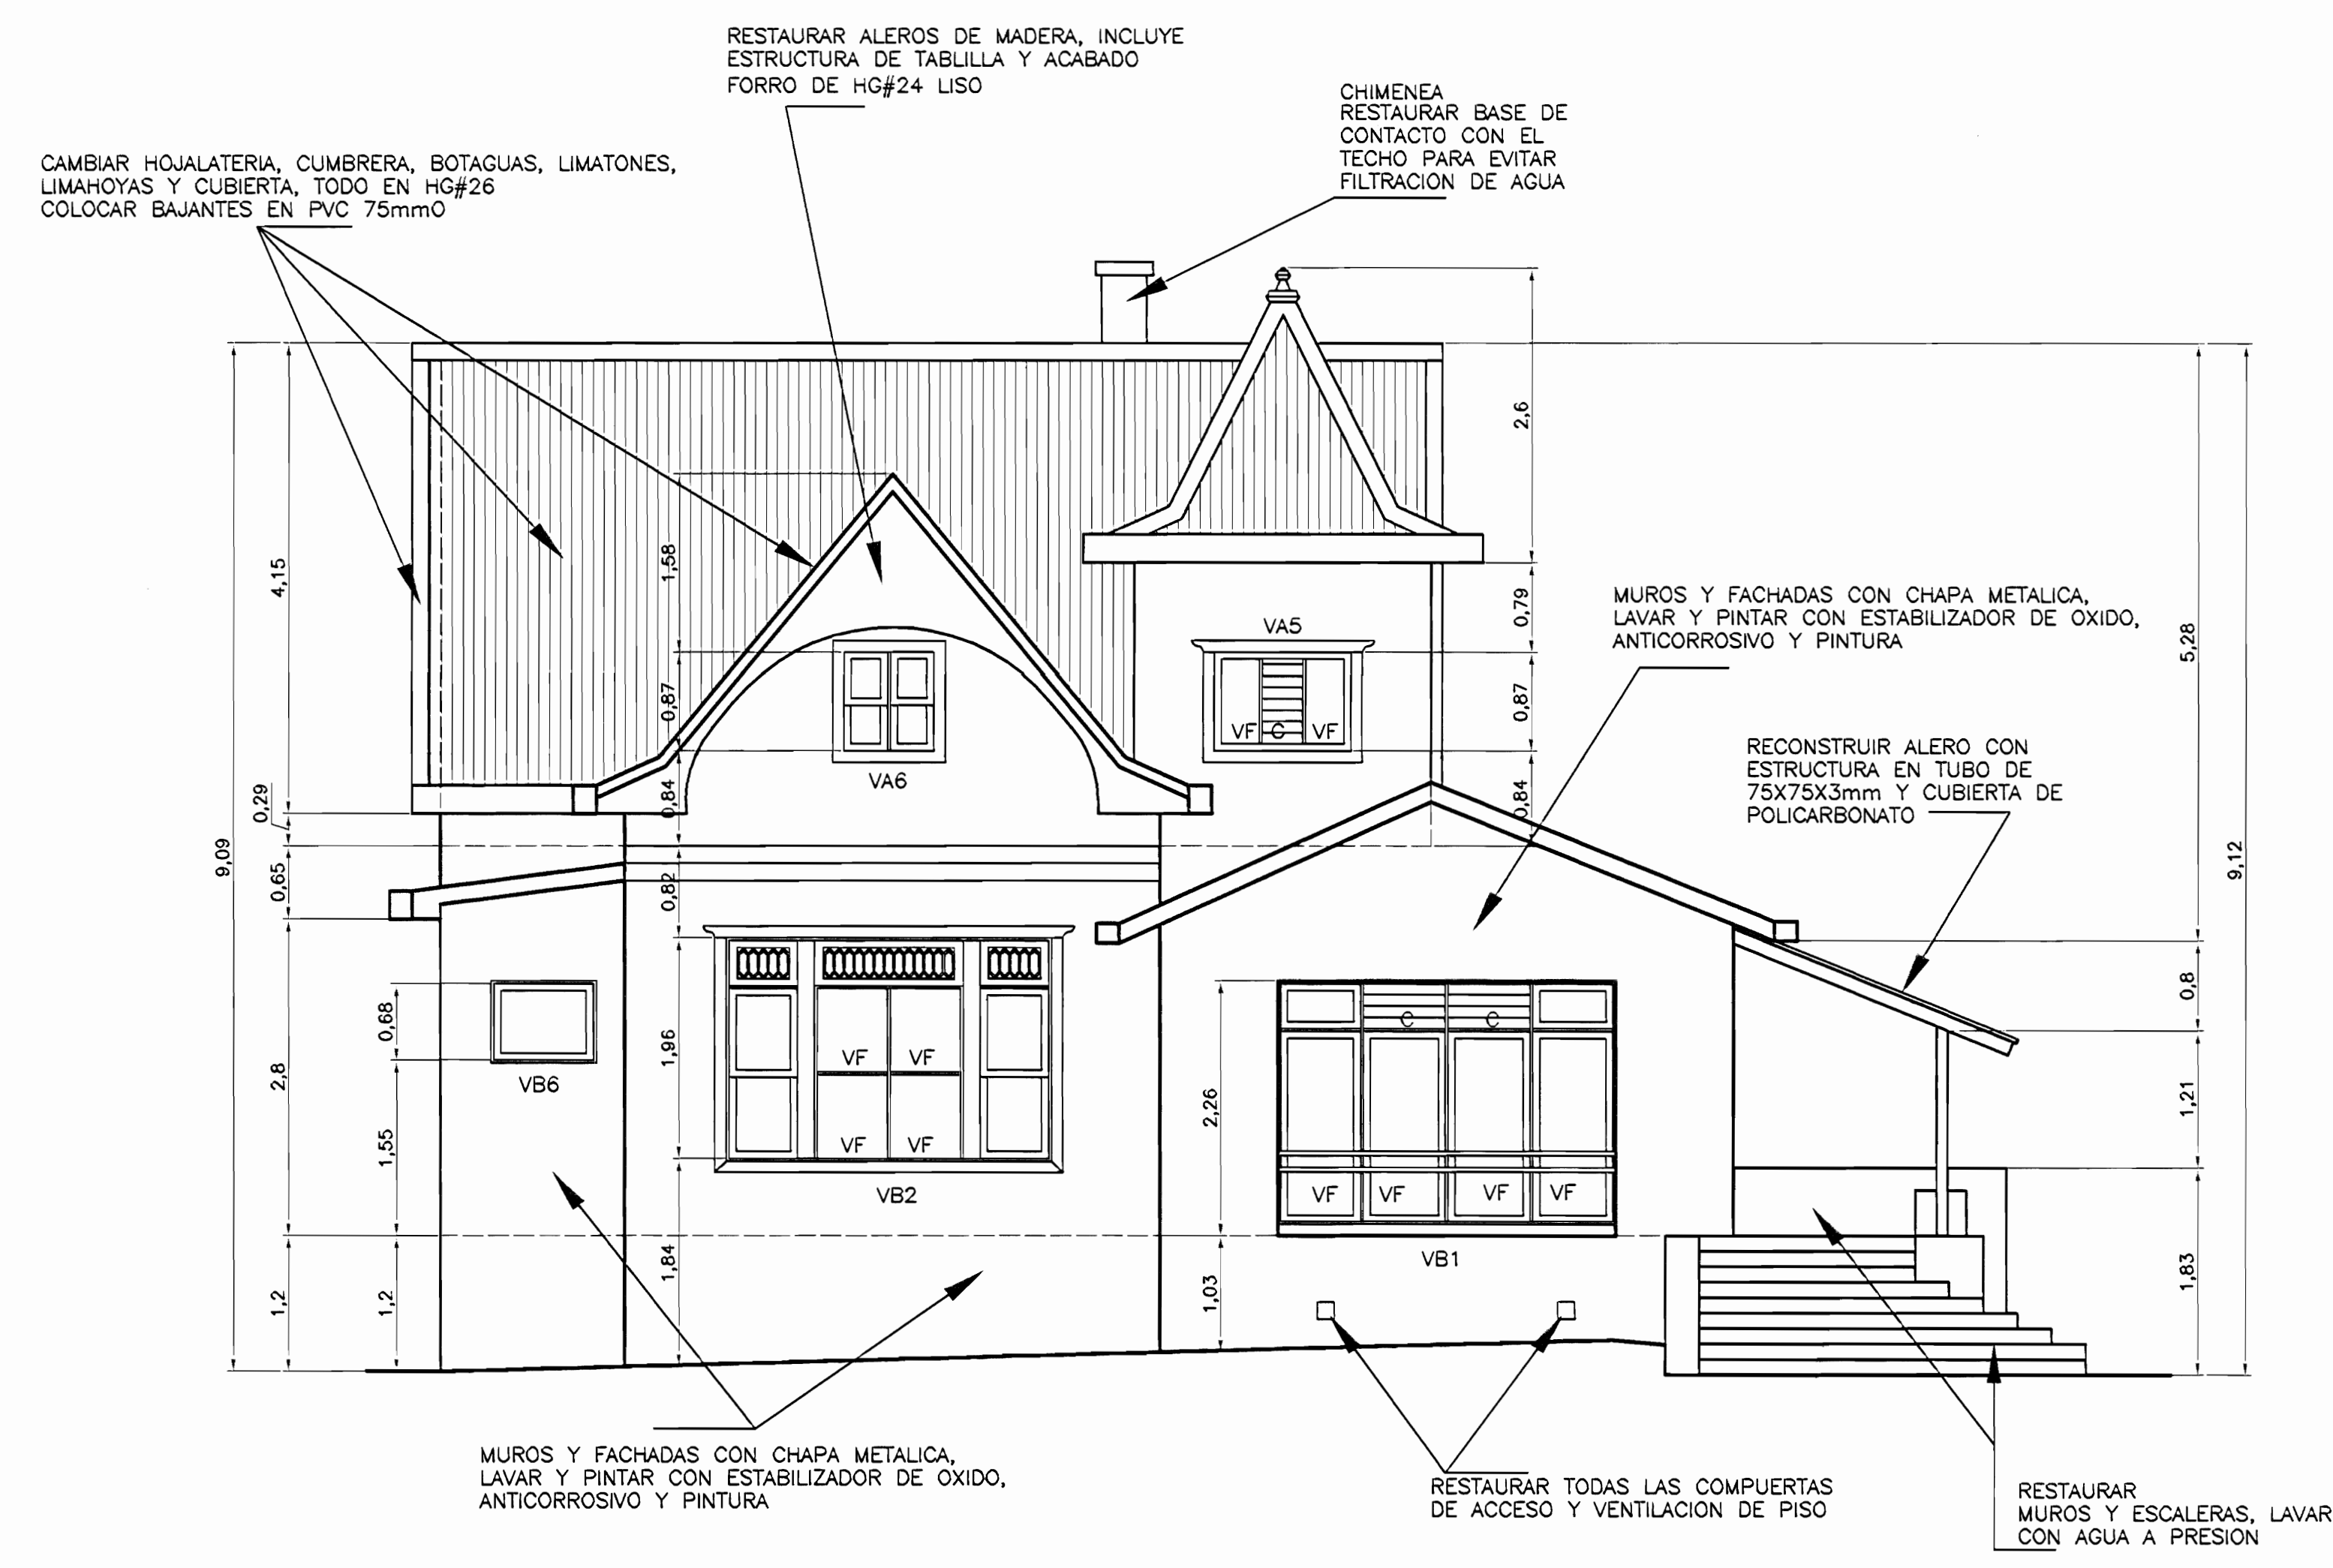 RESTAURAR ALEROS DE MADERA, INCLUYE
ESTRUCTURA DE TABLILLA Y ACABADO
FORRO DE HG#24 LISO
CHIMENEA
RESTAURAR BASE DE
CONTACTO CON EL
TECHO PARA EVITAR
FILTRACION DE AGUA
CAMBIAR HOJALATERIA, CUMBRERA, BOTAGUAS, LIMATONES,
LIMAHOYAS Y CUBIERTA, TODO EN HG#26
COLOCAR BAJANTES EN PVC 75mmO
MUROS Y FACHADAS CON CHAPA METALICA,
LAVAR Y PINTAR CON ESTABILIZADOR DE OXIDO,
ANTICORROSIVO Y PINTURA
RECONSTRUIR ALERO CON
ESTRUCTURA EN TUBO DE
75X75X3mm Y CUBIERTA DE
POLICARBONATO
9,09
4,15
0,29
0,65
2,8
1,2
0,68
1,55
1,2
1,58
0,87
0,84
0,82
1,96
1,84
2,6
0,79
0,87
0,84
2,26
1,03
5,28
0,8
1,21
1,83
9,12
VA5
VF C VF
VA6
VB6
VF VF
VF VF
VB2
C C
VF VF VF VF
VB1
MUROS Y FACHADAS CON CHAPA METALICA,
LAVAR Y PINTAR CON ESTABILIZADOR DE OXIDO,
ANTICORROSIVO Y PINTURA
RESTAURAR TODAS LAS COMPUERTAS
DE ACCESO Y VENTILACION DE PISO
RESTAURAR
MUROS Y ESCALERAS, LAVAR
CON AGUA A PRESION